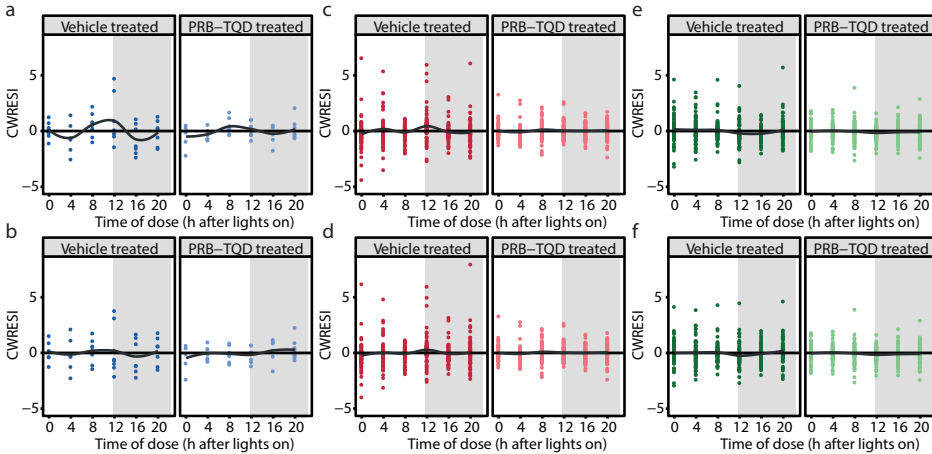 a c e
Vehicle treated PRB−TQD treated Vehicle treated PRB−TQD treated Vehicle treated PRB−TQD treated
5 5 5
CWRESI CWRESI CWRESI
0 0 0
−5 −5 −5
0 4 8 12 16 20 0 4 8 12 16 20 0 4 8 12 16 20 0 4 8 12 16 20 0 4 8 12 16 20 0 4 8 12 16 20
Time of dose (h after lights on) Time of dose (h after lights on) Time of dose (h after lights on)
b d f
Vehicle treated PRB−TQD treated Vehicle treated PRB−TQD treated Vehicle treated PRB−TQD treated
5 5 5
CWRESI CWRESI CWRESI
0 0 0
−5 −5 −5
0 4 8 12 16 20 0 4 8 12 16 20 0 4 8 12 16 20 0 4 8 12 16 20 0 4 8 12 16 20 0 4 8 12 16 20
Time of dose (h after lights on) Time of dose (h after lights on) Time of dose (h after lights on)